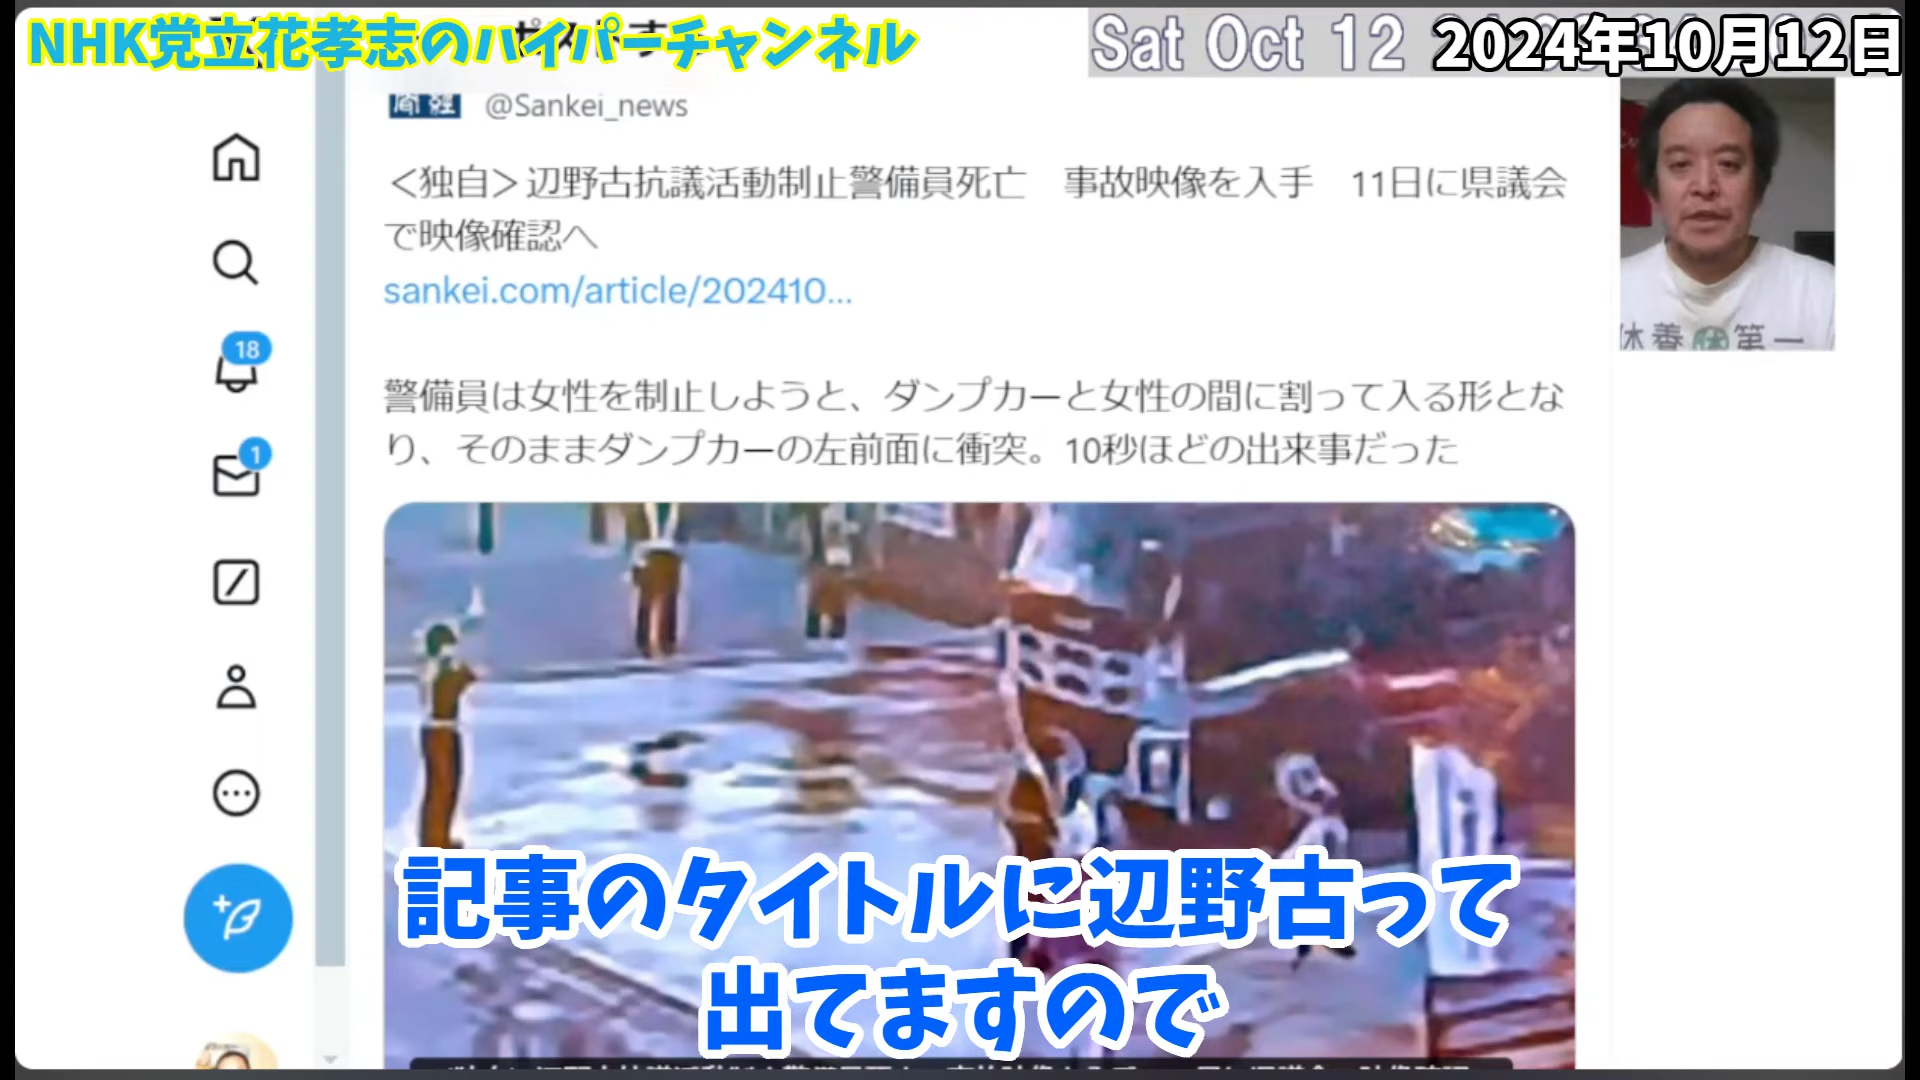 NHK党立花孝志のハイパーチャンネル
Sat Oct 12
2024年10月12日
@Sankei_news
＜独自＞辺野古抗議活動制止警備員死亡　事故映像を入手　11日に県議会
で映像確認へ
sankei.com/article/202410...
18
1
警備員は女性を制止しようと、ダンプカーと女性の間に割って入る形とな
り、そのままダンプカーの左前面に衝突。10秒ほどの出来事だった
休養 第一
記事のタイトルに辺野古って
出てますので